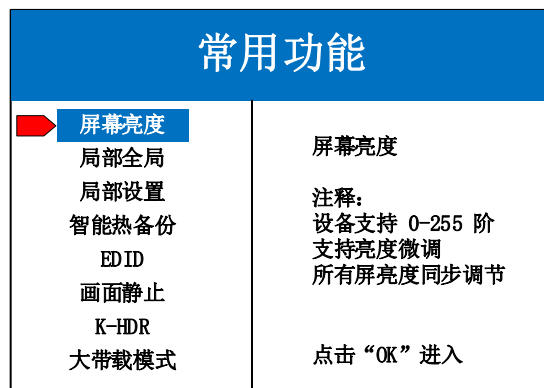 常用功能
屏幕亮度
局部全局
局部设置
智能热备份
EDID
画面静止
K-HDR
大带载模式
屏幕亮度
注释：
设备支持 0-255 阶
支持亮度微调
所有屏亮度同步调节
点击“OK”进入